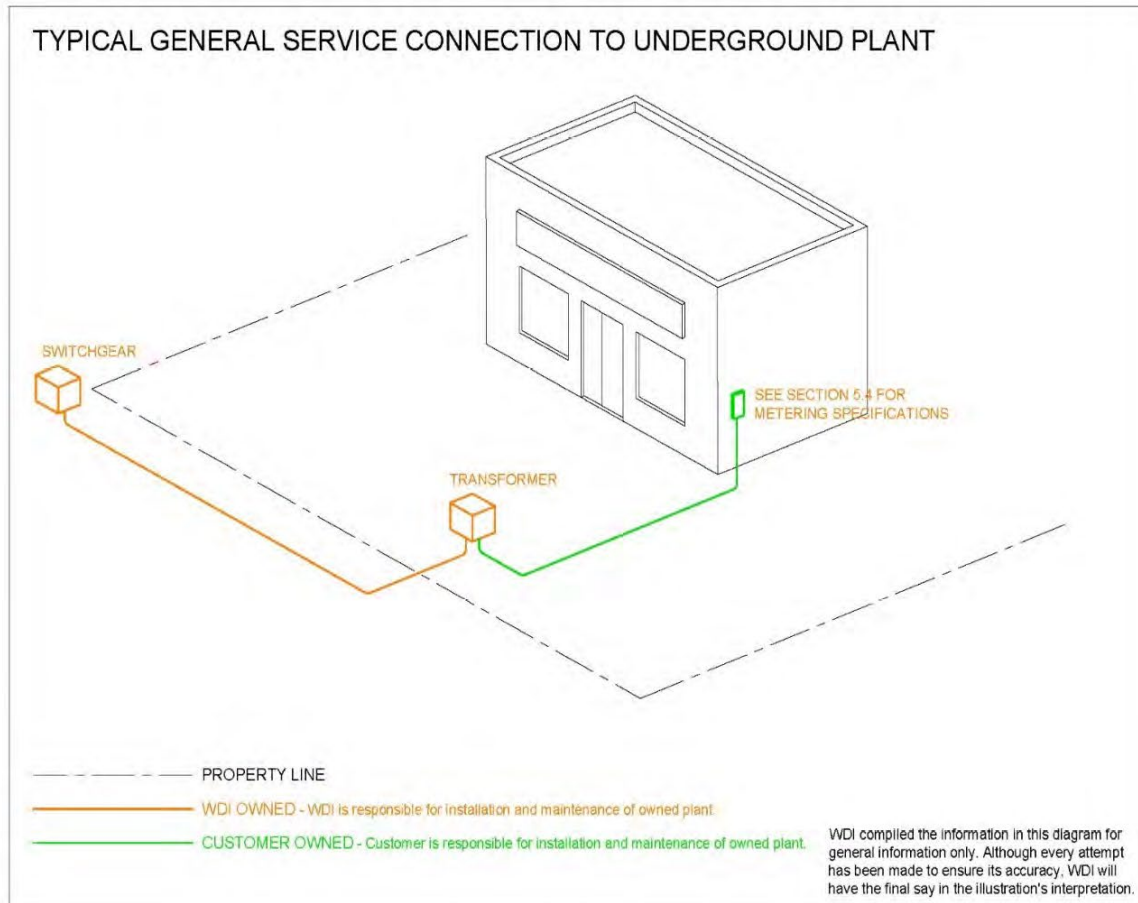 TYPICAL GENERAL SERVICE CONNECTION TO UNDERGROUND PLANT
SWITCHGEAR
SEE SECTION 5.4 FOR
METERING SPECIFICATIONS
TRANSFORMER
PROPERTY LINE
WDI OWNED - WDI is responsible for installation and maintenance of owned plant.
CUSTOMER OWNED - Customer is responsible for installation and maintenance of owned plant.
WDI compiled the information in this diagram for
general information only. Although every attempt
has been made to ensure its accuracy, WDI will
have the final say in the illustration's interpretation.